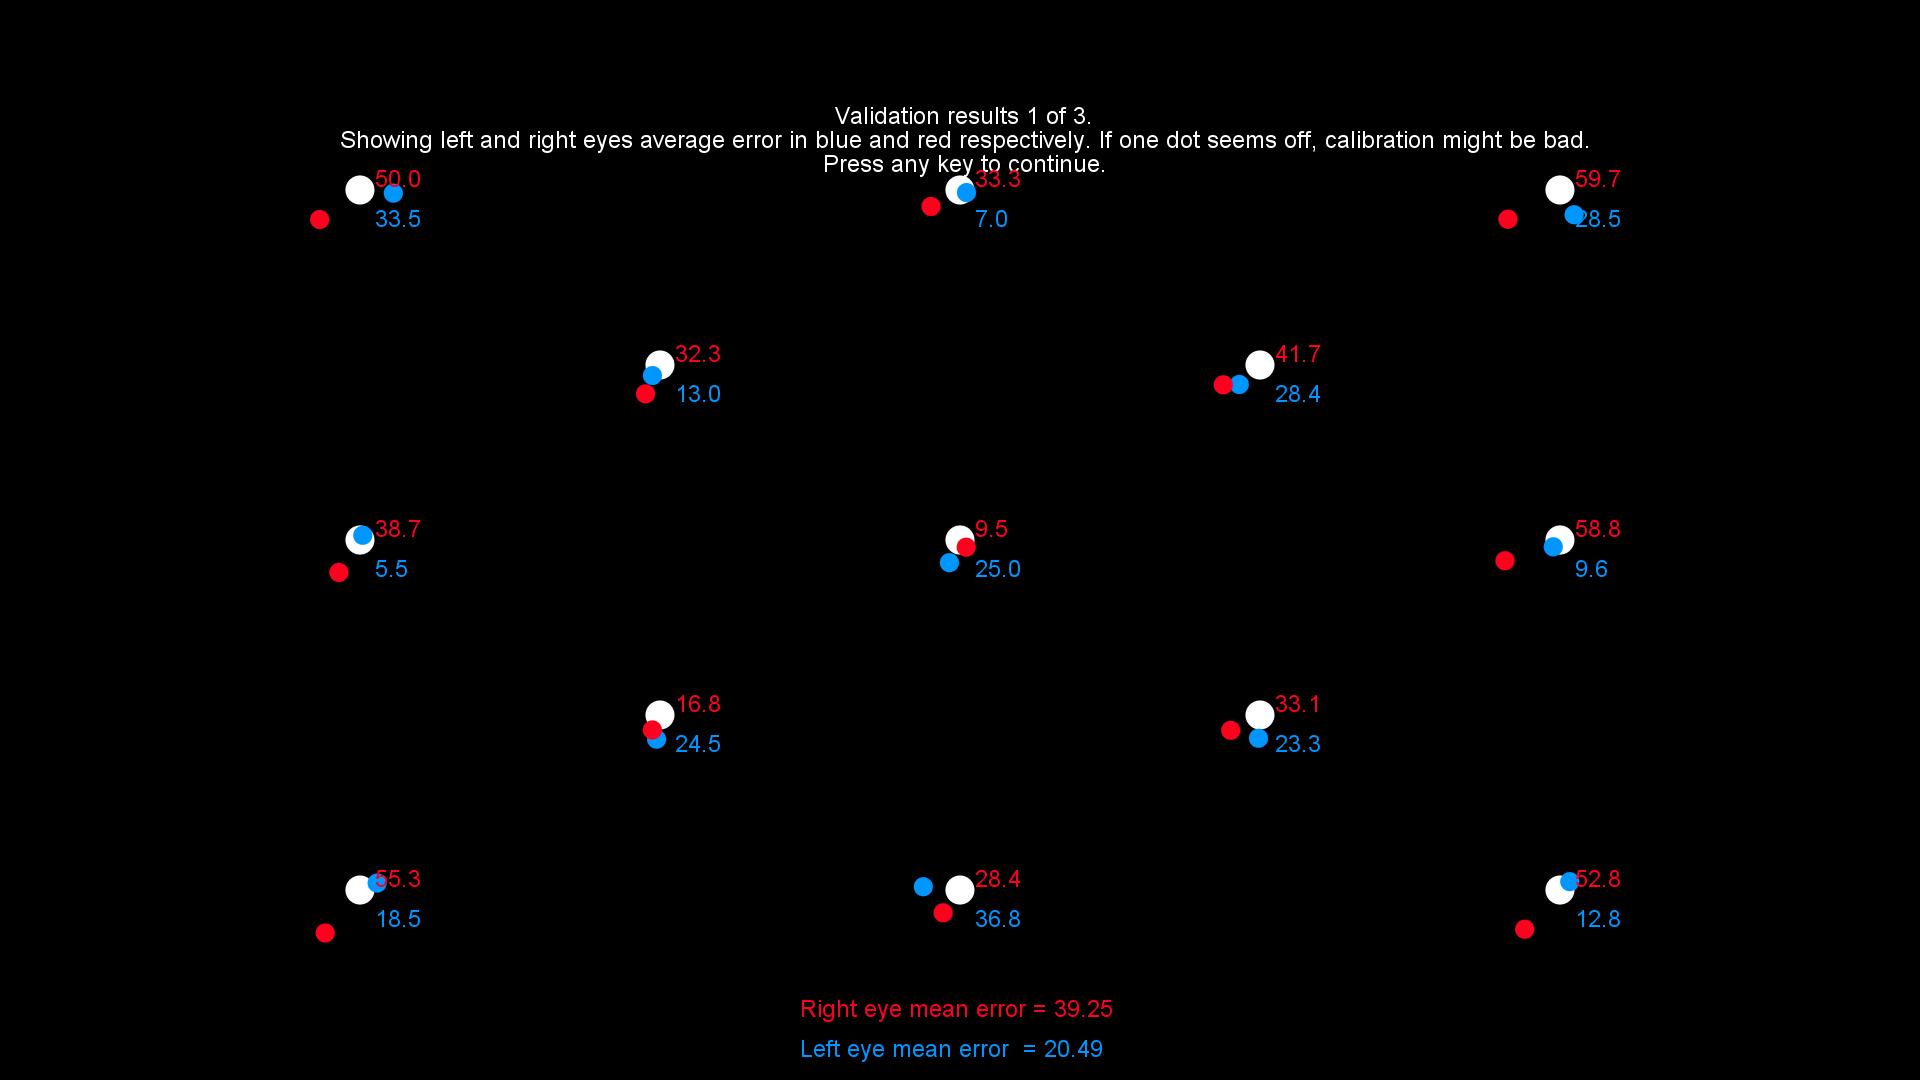 Validation results 1 of 3.
Showing left and right eyes average error in blue and red respectively. If one dot seems off, calibration might be bad.
Press any key to continue.
50.0 33.3 59.7
33.5 7.0 28.5
32.3 41.7
13.0 28.4
38.7 9.5 58.8
5.5 25.0 9.6
16.8 33.1
24.5 23.3
55.3 28.4 52.8
18.5 36.8 12.8
Right eye mean error = 39.25
Left eye mean error = 20.49